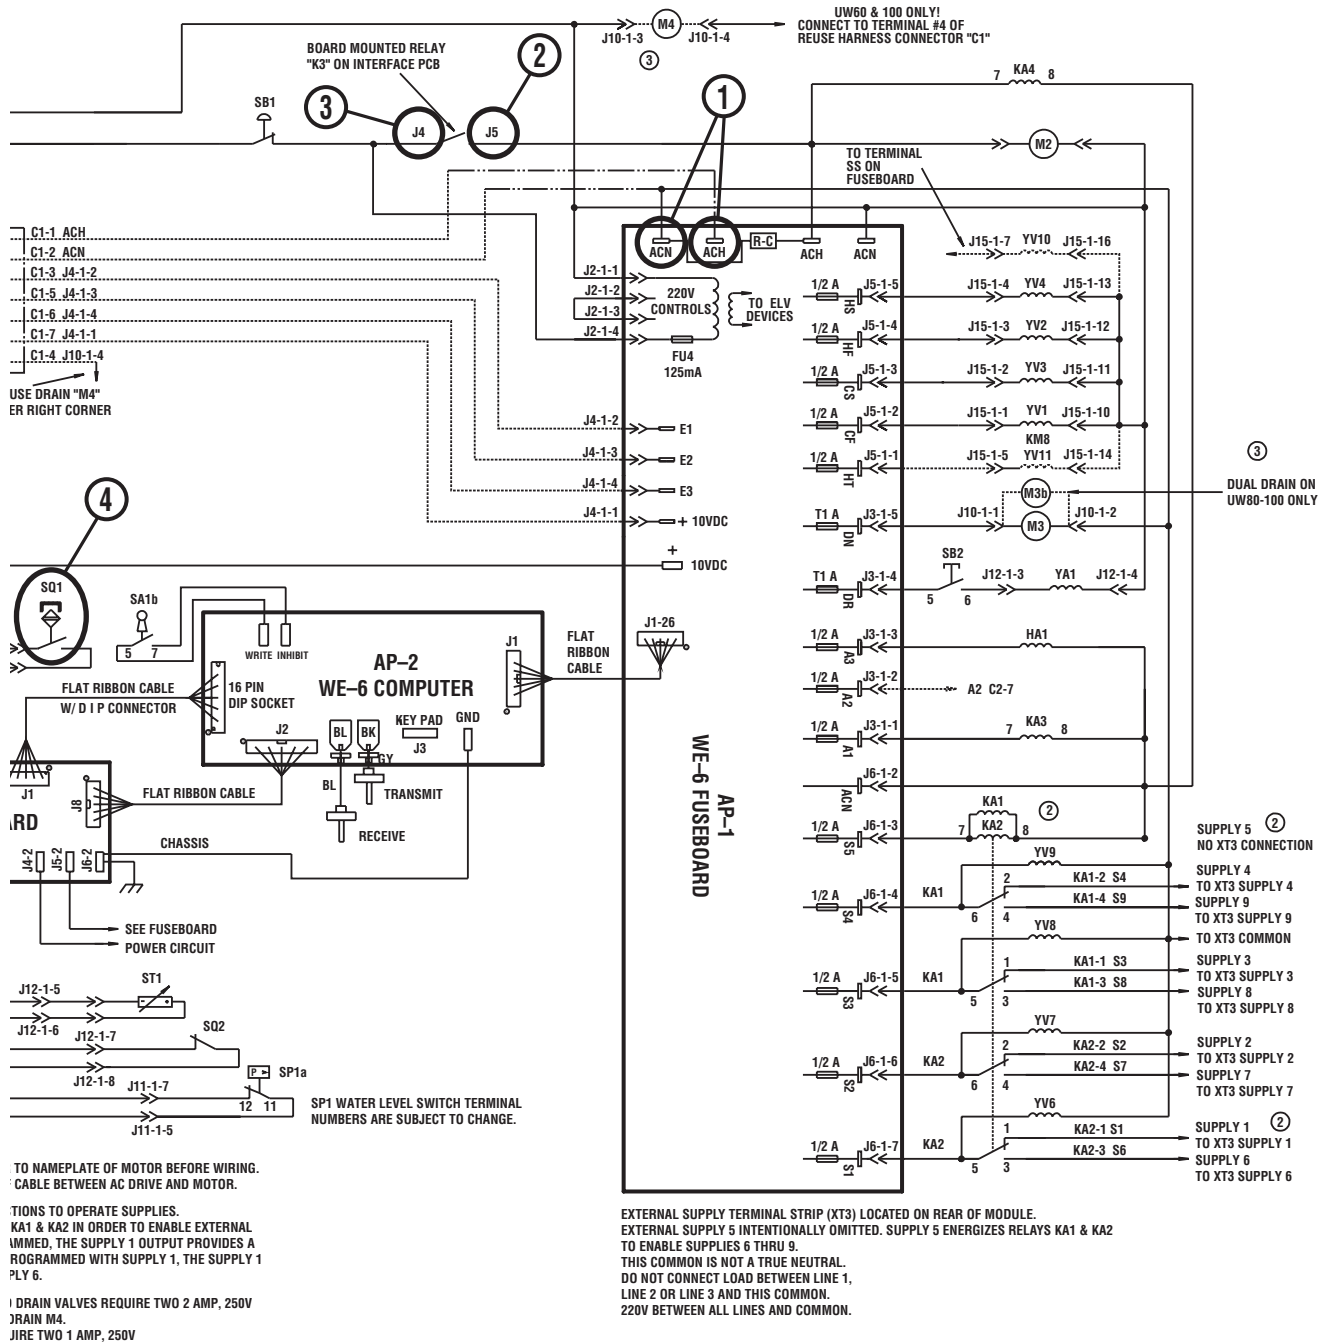 UW60 & 100 ONLY!
CONNECT TO TERMINAL #4 OF
REUSE HARNESS CONNECTOR "C1"
M4
J10-1-3
J10-1-4
3
BOARD MOUNTED RELAY
"K3" ON INTERFACE PCB
2
3
1
SB1
J4
J5
7 KA4 8
M2
TO TERMINAL
SS ON
FUSEBOARD
C1-1 ACH
C1-2 ACN
C1-3 J4-1-2
C1-5 J4-1-3
C1-6 J4-1-4
C1-7 J4-1-1
C1-4 J10-1-4
USE DRAIN "M4"
ER RIGHT CORNER
ACN
ACH
R-C
ACH
ACN
J2-1-1
J2-1-2
J2-1-3
J2-1-4
220V
CONTROLS
TO ELV
DEVICES
FU4
125mA
J15-1-7 YV10 J15-1-16
1/2 A J5-1-5 HS J15-1-4 YV4 J15-1-13
1/2 A J5-1-4 HF J15-1-3 YV2 J15-1-12
1/2 A J5-1-3 CS J15-1-2 YV3 J15-1-11
1/2 A J5-1-2 CF J15-1-1 YV1 J15-1-10
KM8
1/2 A J5-1-1 HT J15-1-5 YV11 J15-1-14
3
DUAL DRAIN ON
UW80-100 ONLY
M3b
T1 A J3-1-5 DN J10-1-1 M3 J10-1-2
J4-1-2 E1
J4-1-3 E2
J4-1-4 E3
J4-1-1 + 10VDC
+
10VDC
4
SQ1
SA1b
5 7
SB2
T1 A J3-1-4 DR 5 6 J12-1-3 YA1 J12-1-4
1/2 A J3-1-3 A3 HA1
1/2 A J3-1-2 A2 A2 C2-7
1/2 A J3-1-1 A1 7 KA3 8
J6-1-2 ACN
WRITE INHIBIT
AP–2
WE–6 COMPUTER
J1
FLAT
RIBBON
CABLE
J1-26
FLAT RIBBON CABLE
W/ D I P CONNECTOR
16 PIN
DIP SOCKET
J2
BL
BK
KEY PAD
J3
GND
GY
BL
TRANSMIT
RECEIVE
J1
J8
FLAT RIBBON CABLE
ARD
CHASSIS
J4-2
J5-2
J6-2
SEE FUSEBOARD
POWER CIRCUIT
AP–1
WE–6 FUSEBOARD
KA1
2
1/2 A J6-1-3 S5 7 KA2 8
SUPPLY 5 2
NO XT3 CONNECTION
YV9
1/2 A J6-1-4 S4 KA1 6 2 4
KA1-2 S4
SUPPLY 4
TO XT3 SUPPLY 4
KA1-4 S9
SUPPLY 9
TO XT3 SUPPLY 9
YV8
TO XT3 COMMON
1/2 A J6-1-5 S3 KA1 5 1 3
KA1-1 S3
SUPPLY 3
TO XT3 SUPPLY 3
KA1-3 S8
SUPPLY 8
TO XT3 SUPPLY 8
YV7
1/2 A J6-1-6 S2 KA2 6 2 4
KA2-2 S2
SUPPLY 2
TO XT3 SUPPLY 2
KA2-4 S7
SUPPLY 7
TO XT3 SUPPLY 7
YV6
1/2 A J6-1-7 S1 KA2 5 1 3
KA2-1 S1
SUPPLY 1 2
TO XT3 SUPPLY 1
KA2-3 S6
SUPPLY 6
TO XT3 SUPPLY 6
J12-1-5
ST1
J12-1-6
J12-1-7
SQ2
J12-1-8
P
SP1a
J11-1-7
12 11
J11-1-5
SP1 WATER LEVEL SWITCH TERMINAL
NUMBERS ARE SUBJECT TO CHANGE.
TO NAMEPLATE OF MOTOR BEFORE WIRING.
CABLE BETWEEN AC DRIVE AND MOTOR.
TIONS TO OPERATE SUPPLIES.
KA1 & KA2 IN ORDER TO ENABLE EXTERNAL
AMMED, THE SUPPLY 1 OUTPUT PROVIDES A
ROGRAMMED WITH SUPPLY 1, THE SUPPLY 1
PLY 6.
DRAIN VALVES REQUIRE TWO 2 AMP, 250V
DRAIN M4.
UIRE TWO 1 AMP, 250V
EXTERNAL SUPPLY TERMINAL STRIP (XT3) LOCATED ON REAR OF MODULE.
EXTERNAL SUPPLY 5 INTENTIONALLY OMITTED. SUPPLY 5 ENERGIZES RELAYS KA1 & KA2
TO ENABLE SUPPLIES 6 THRU 9.
THIS COMMON IS NOT A TRUE NEUTRAL.
DO NOT CONNECT LOAD BETWEEN LINE 1,
LINE 2 OR LINE 3 AND THIS COMMON.
220V BETWEEN ALL LINES AND COMMON.